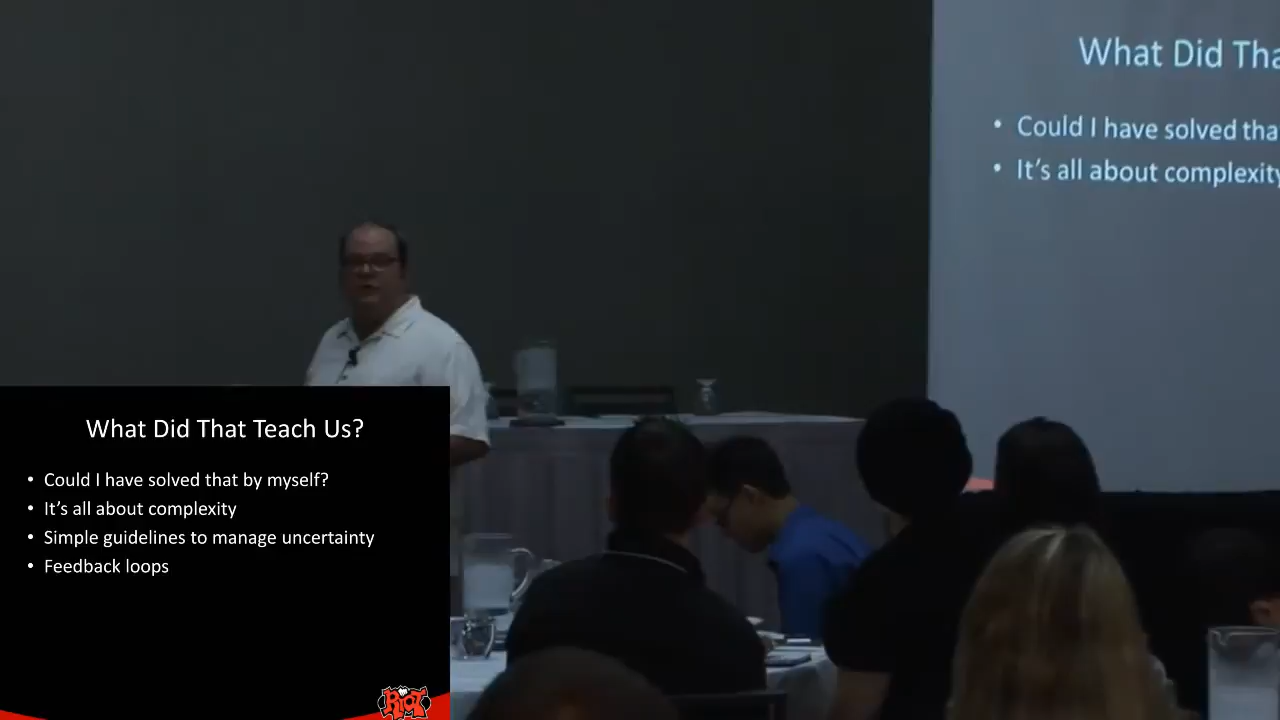 What Did Tha
• Could I have solved tha
• It's all about complexity
What Did That Teach Us?
• Could I have solved that by myself?
• It's all about complexity
• Simple guidelines to manage uncertainty
• Feedback loops
RIOT